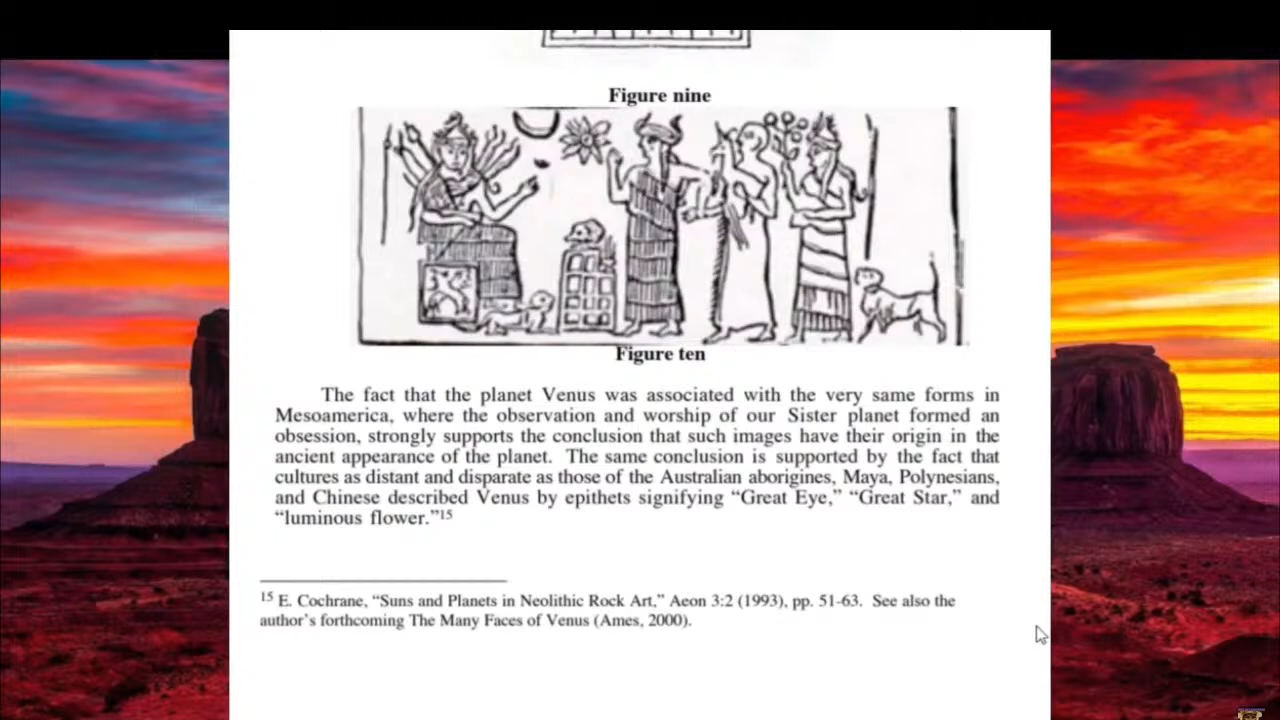 Figure nine
Figure ten
The fact that the planet Venus was associated with the very same forms in
Mesoamerica, where the observation and worship of our Sister planet formed an
obsession, strongly supports the conclusion that such images have their origin in the
ancient appearance of the planet. The same conclusion is supported by the fact that
cultures as distant and disparate as those of the Australian aborigines, Maya, Polynesians,
and Chinese described Venus by epithets signifying “Great Eye,” “Great Star,” and
“luminous flower.”15
15 E. Cochrane, “Suns and Planets in Neolithic Rock Art,” Aeon 3:2 (1993), pp. 51-63. See also the
author’s forthcoming The Many Faces of Venus (Ames, 2000).